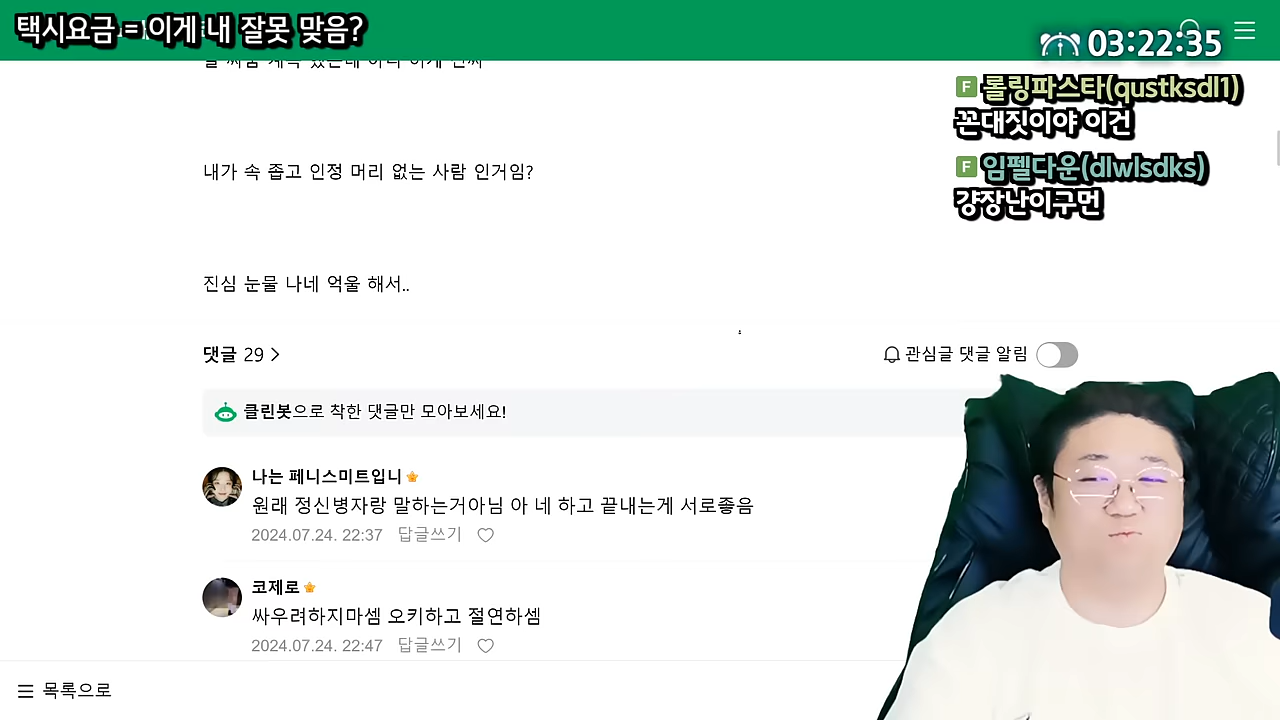 택시요금 = 이게 내 잘못 맞음?
03:22:35
F 롤링파스타(qustksdl1)
꼰대짓이야 이건
F 임펠다운(dlwlsdks)
걍장난이구먼
내가 속 좁고 인정 머리 없는 사람 인거임?
진심 눈물 나네 억울 해서..
댓글 29
관심글 댓글 알림
클린봇으로 착한 댓글만 모아보세요!
나는 페니스미트입니
원래 정신병자랑 말하는거아님 아 네 하고 끝내는게 서로좋음
2024.07.24. 22:37 답글쓰기
코제로
싸우려하지마셈 오키하고 절연하셈
2024.07.24. 22:47 답글쓰기
목록으로